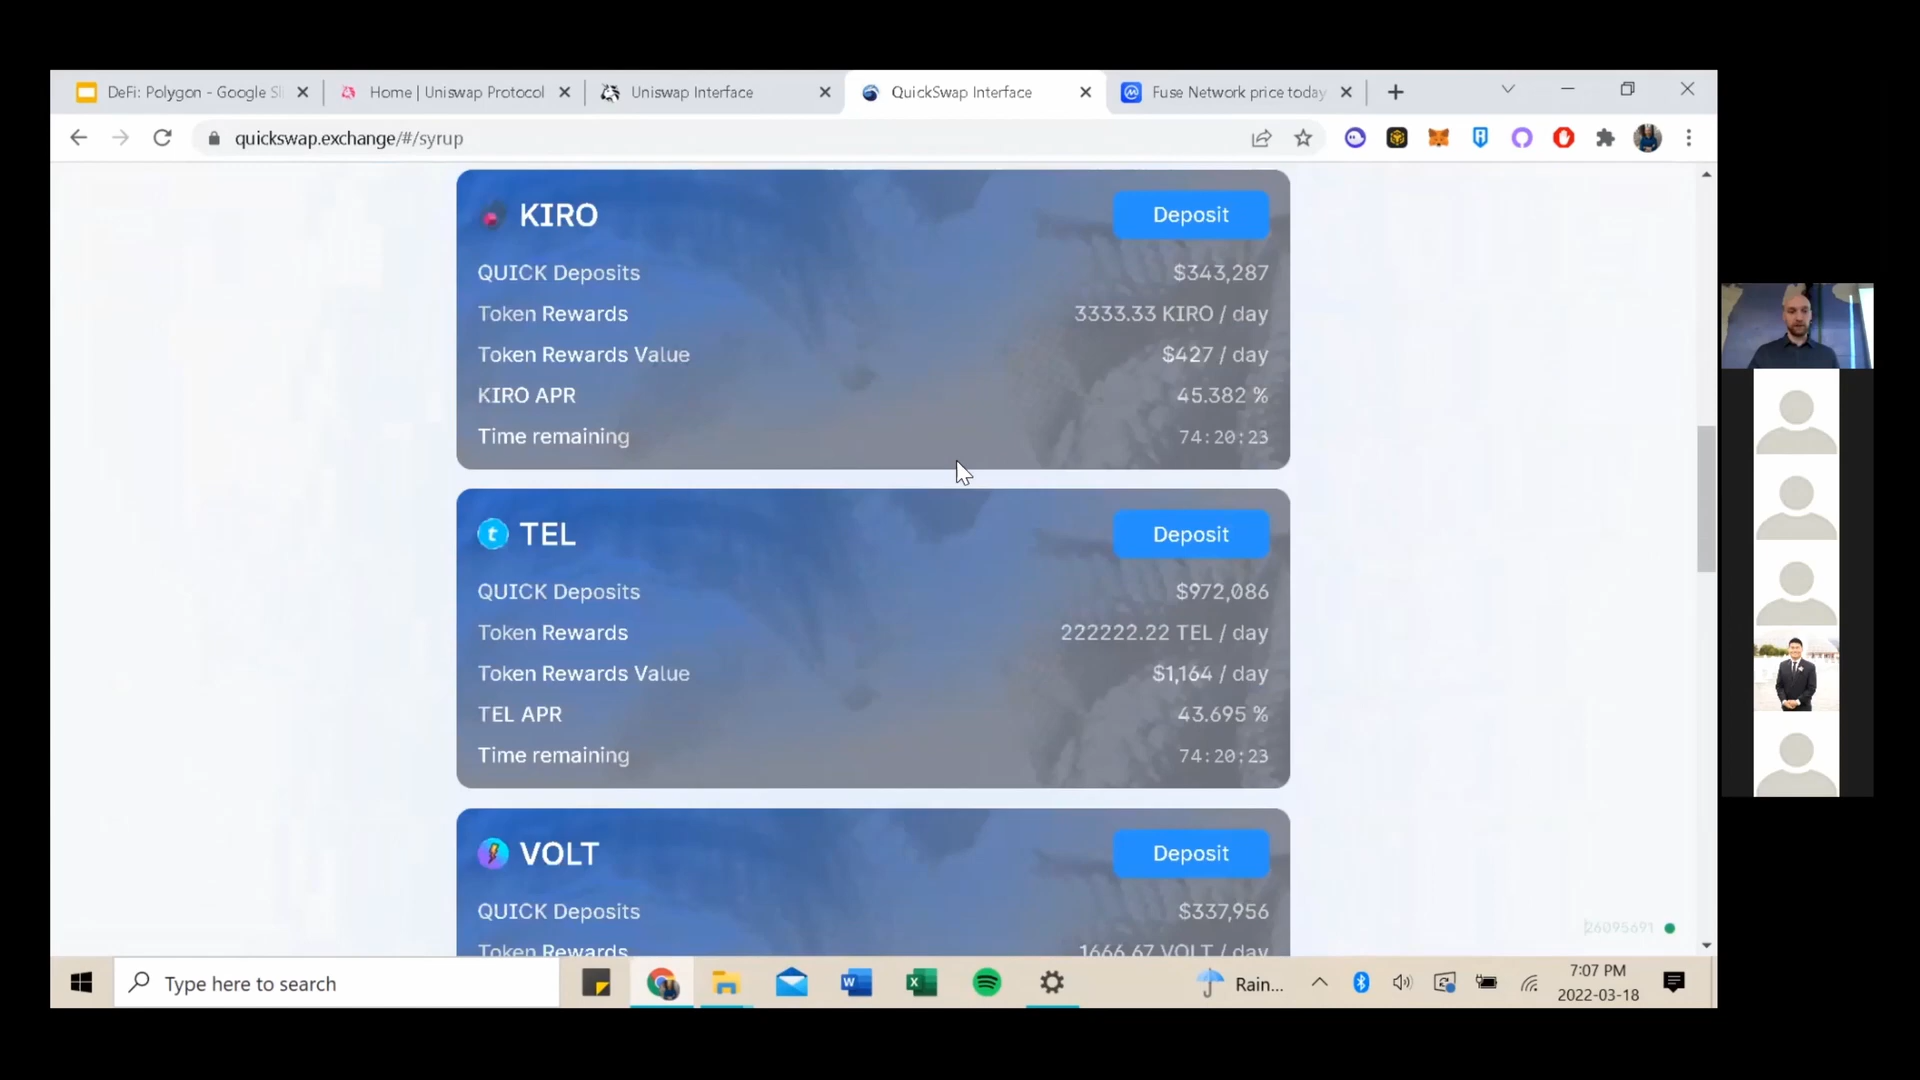 DeFi: Polygon - Google Sl
Home | Uniswap Protocol
Uniswap Interface
QuickSwap Interface
Fuse Network price today
quickswap.exchange/#/syrup
KIRO
Deposit
QUICK Deposits $343,287
Token Rewards 3333.33 KIRO / day
Token Rewards Value $427 / day
KIRO APR 45.382 %
Time remaining 74:20:23
TEL
Deposit
QUICK Deposits $972,086
Token Rewards 222222.22 TEL / day
Token Rewards Value $1,164 / day
TEL APR 43.695 %
Time remaining 74:20:23
VOLT
Deposit
QUICK Deposits $337,956
Token Rewards 1666.67 VOLT / day
26095691
Type here to search
Rain...
7:07 PM
2022-03-18